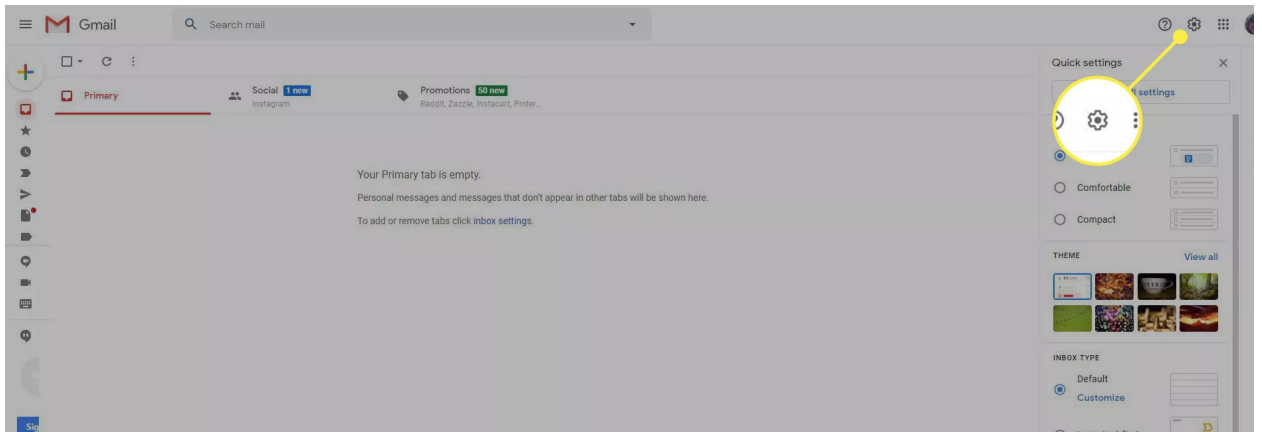 Gmail
Search mail
Quick settings
settings
Primary
Social 1 new
Instagram
Promotions 50 new
Reddit, Zazzle, Instacart, Pinter...
Your Primary tab is empty.
Personal messages and messages that don't appear in other tabs will be shown here.
To add or remove tabs click inbox settings.
Comfortable
Compact
THEME
View all
INBOX TYPE
Default
Customize
Sig